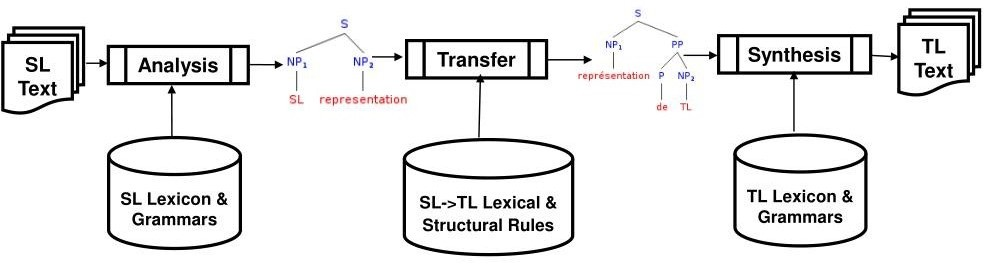 SL
Text
Analysis
S
NP₁ NP₂
SL representation
Transfer
S
NP₁ PP
représentation P NP₂
de TL
Synthesis
TL
Text
SL Lexicon &
Grammars
SL->TL Lexical &
Structural Rules
TL Lexicon &
Grammars